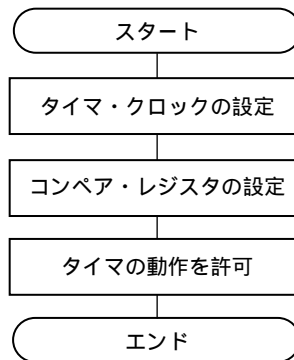 スタート
タイマ・クロックの設定
コンペア・レジスタの設定
タイマの動作を許可
エンド